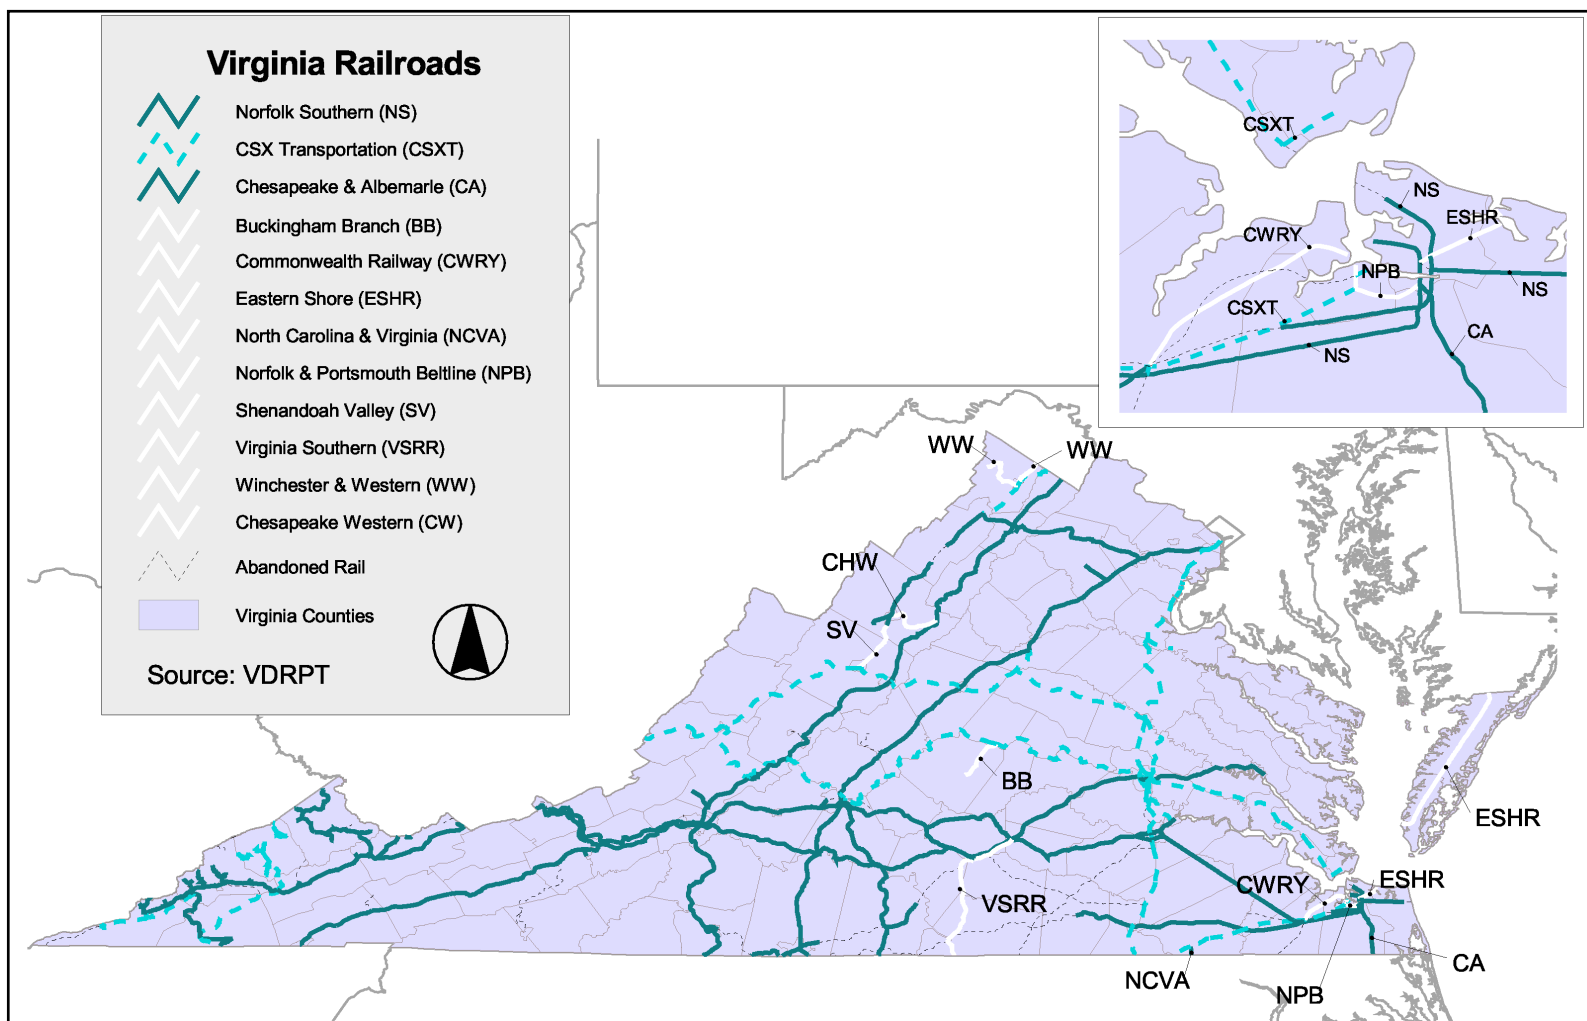 Virginia Railroads
Norfolk Southern (NS)
CSX Transportation (CSXT)
Chesapeake & Albemarle (CA)
Buckingham Branch (BB)
Commonwealth Railway (CWRY)
Eastern Shore (ESHR)
North Carolina & Virginia (NCVA)
Norfolk & Portsmouth Beltline (NPB)
Shenandoah Valley (SV)
Virginia Southern (VSRR)
Winchester & Western (WW)
Chesapeake Western (CW)
Abandoned Rail
Virginia Counties
Source: VDRPT
CSXT
NS
ESHR
CWRY
NPB
NS
CSXT
CA
NS
WW
WW
CHW
SV
BB
ESHR
VSRR
CWRY
ESHR
NCVA
NPB
CA